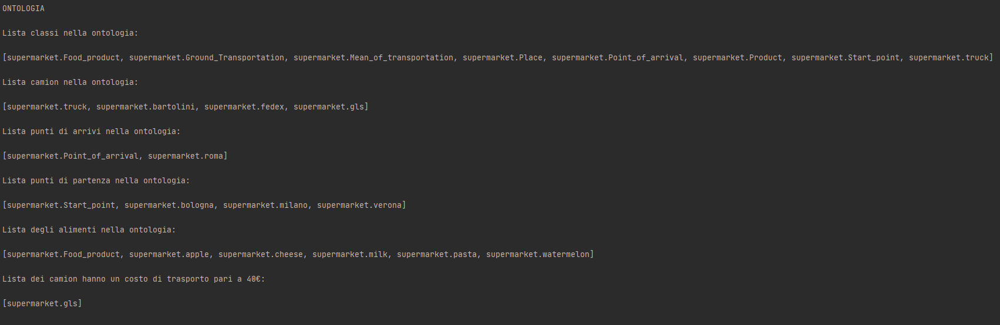 ONTOLOGIA
Lista classi nella ontologia:
[supermarket.Food_product, supermarket.Ground_Transportation, supermarket.Mean_of_transportation, supermarket.Place, supermarket.Point_of_arrival, supermarket.Product, supermarket.Start_point, supermarket.truck]
Lista camion nella ontologia:
[supermarket.truck, supermarket.bartolini, supermarket.fedex, supermarket.gls]
Lista punti di arrivi nella ontologia:
[supermarket.Point_of_arrival, supermarket.roma]
Lista punti di partenza nella ontologia:
[supermarket.Start_point, supermarket.bologna, supermarket.milano, supermarket.verona]
Lista degli alimenti nella ontologia:
[supermarket.Food_product, supermarket.apple, supermarket.cheese, supermarket.milk, supermarket.pasta, supermarket.watermelon]
Lista dei camion hanno un costo di trasporto pari a 40€:
[supermarket.gls]